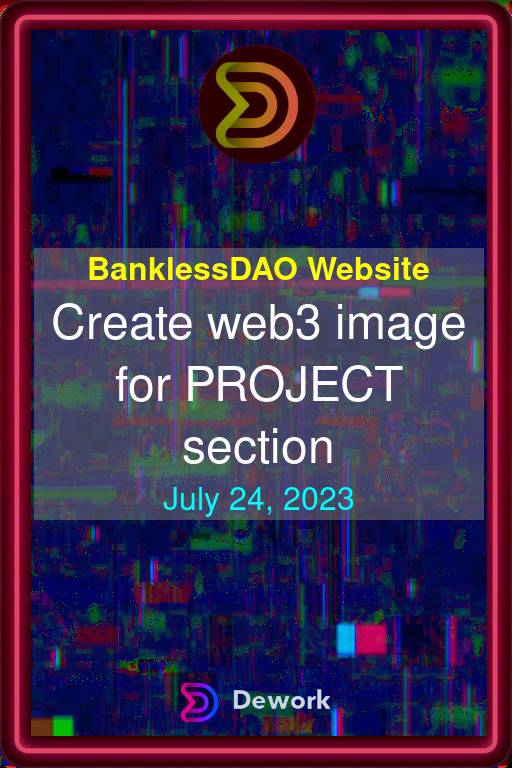 BanklessDAO Website
Create web3 image
for PROJECT
section
July 24, 2023
Dework